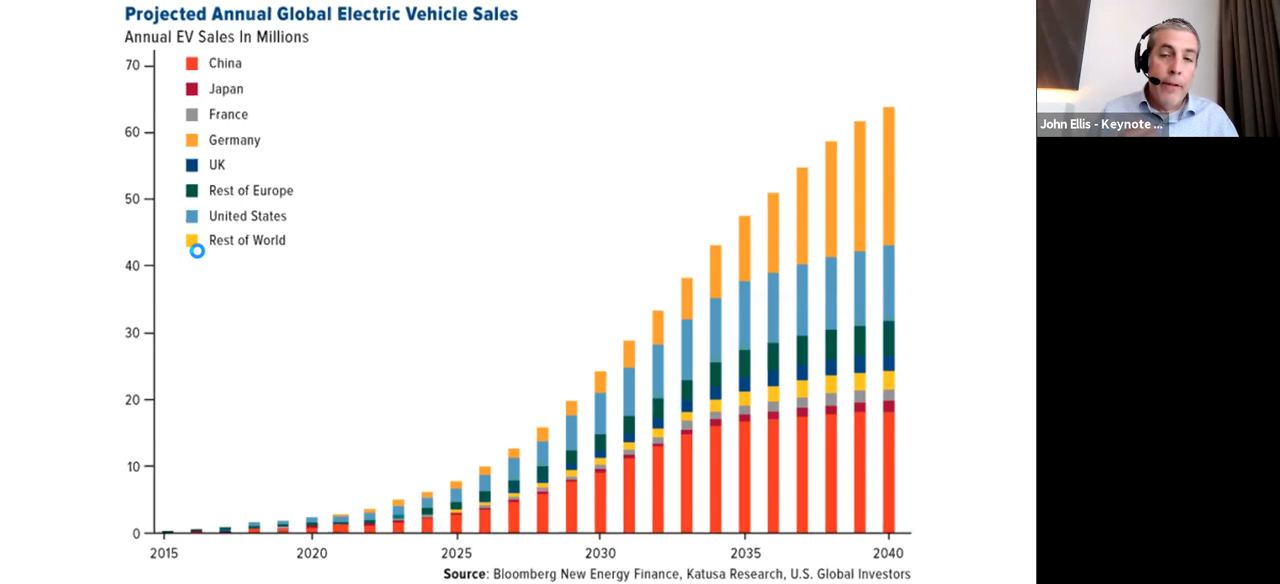 Projected Annual Global Electric Vehicle Sales
Annual EV Sales In Millions
70
60
50
40
30
20
10
0
China
Japan
France
Germany
UK
Rest of Europe
United States
Rest of World
2015
2020
2025
2030
2035
2040
Source: Bloomberg New Energy Finance, Katusa Research, U.S. Global Investors
John Ellis - Keynote ...